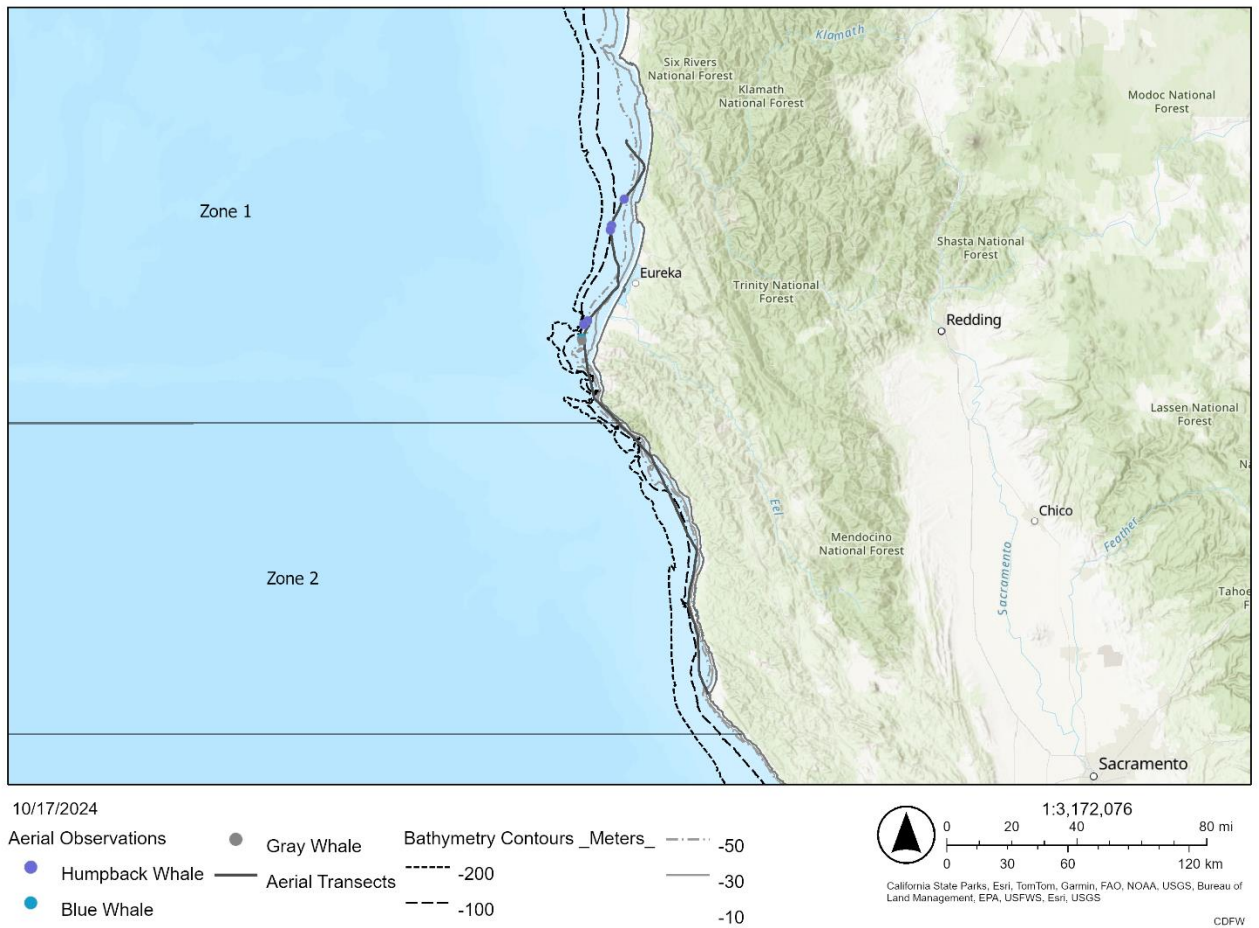 Klamath
Six Rivers
National Forest
Klamath
National Forest
Modoc National
Forest
Zone 1
Shasta National
Forest
Eureka
Trinity National
Forest
Redding
Lassen National
Forest
Na
Eel
Chico
Feather
Mendocino
National Forest
Sacramento
Zone 2
Tahoe
F
Sacramento
10/17/2024
Aerial Observations
Humpback Whale
Blue Whale
Gray Whale
Aerial Transects
Bathymetry Contours _Meters_
-200
-100
-50
-30
-10
1:3,172,076
0 20 40 80 mi
0 30 60 120 km
California State Parks, Esri, TomTom, Garmin, FAO, NOAA, USGS, Bureau of
Land Management, EPA, USFWS, Esri, USGS
CDFW